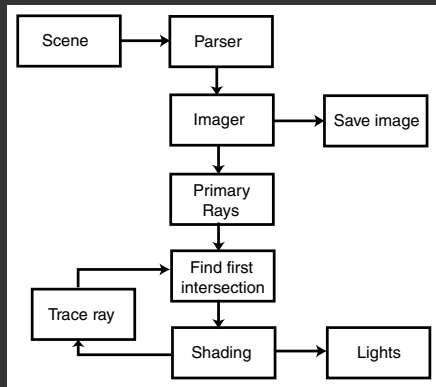 Scene
Parser
Imager
Save image
Primary
Rays
Find first
intersection
Trace ray
Shading
Lights